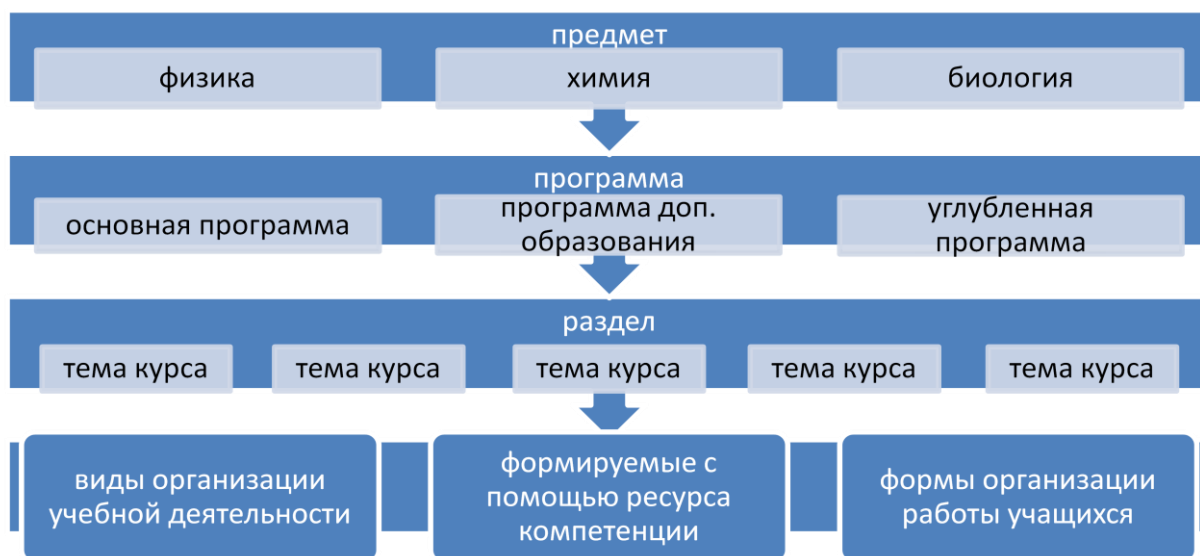 предмет
физика
химия
биология
программа
основная программа
программа доп.
образования
углубленная
программа
раздел
тема курса
тема курса
тема курса
тема курса
тема курса
виды организации
учебной деятельности
формируемые с
помощью ресурса
компетенции
формы организации
работы учащихся